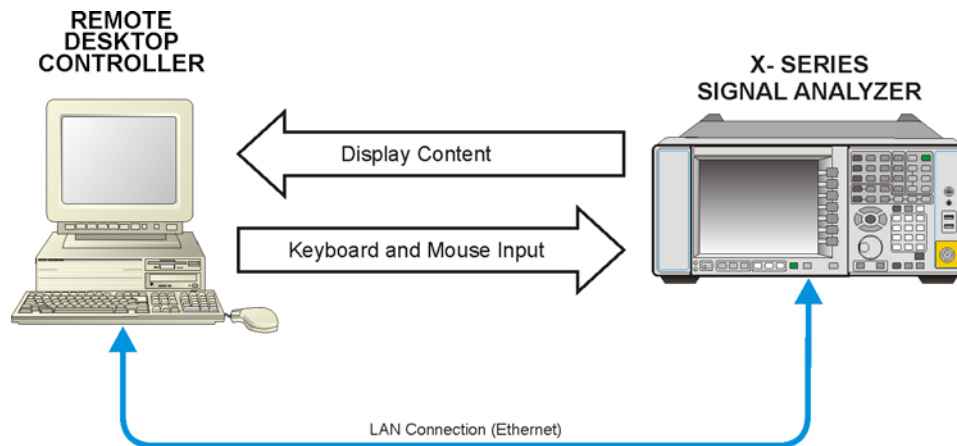 REMOTE
DESKTOP
CONTROLLER
X- SERIES
SIGNAL ANALYZER
Display Content
Keyboard and Mouse Input
LAN Connection (Ethernet)